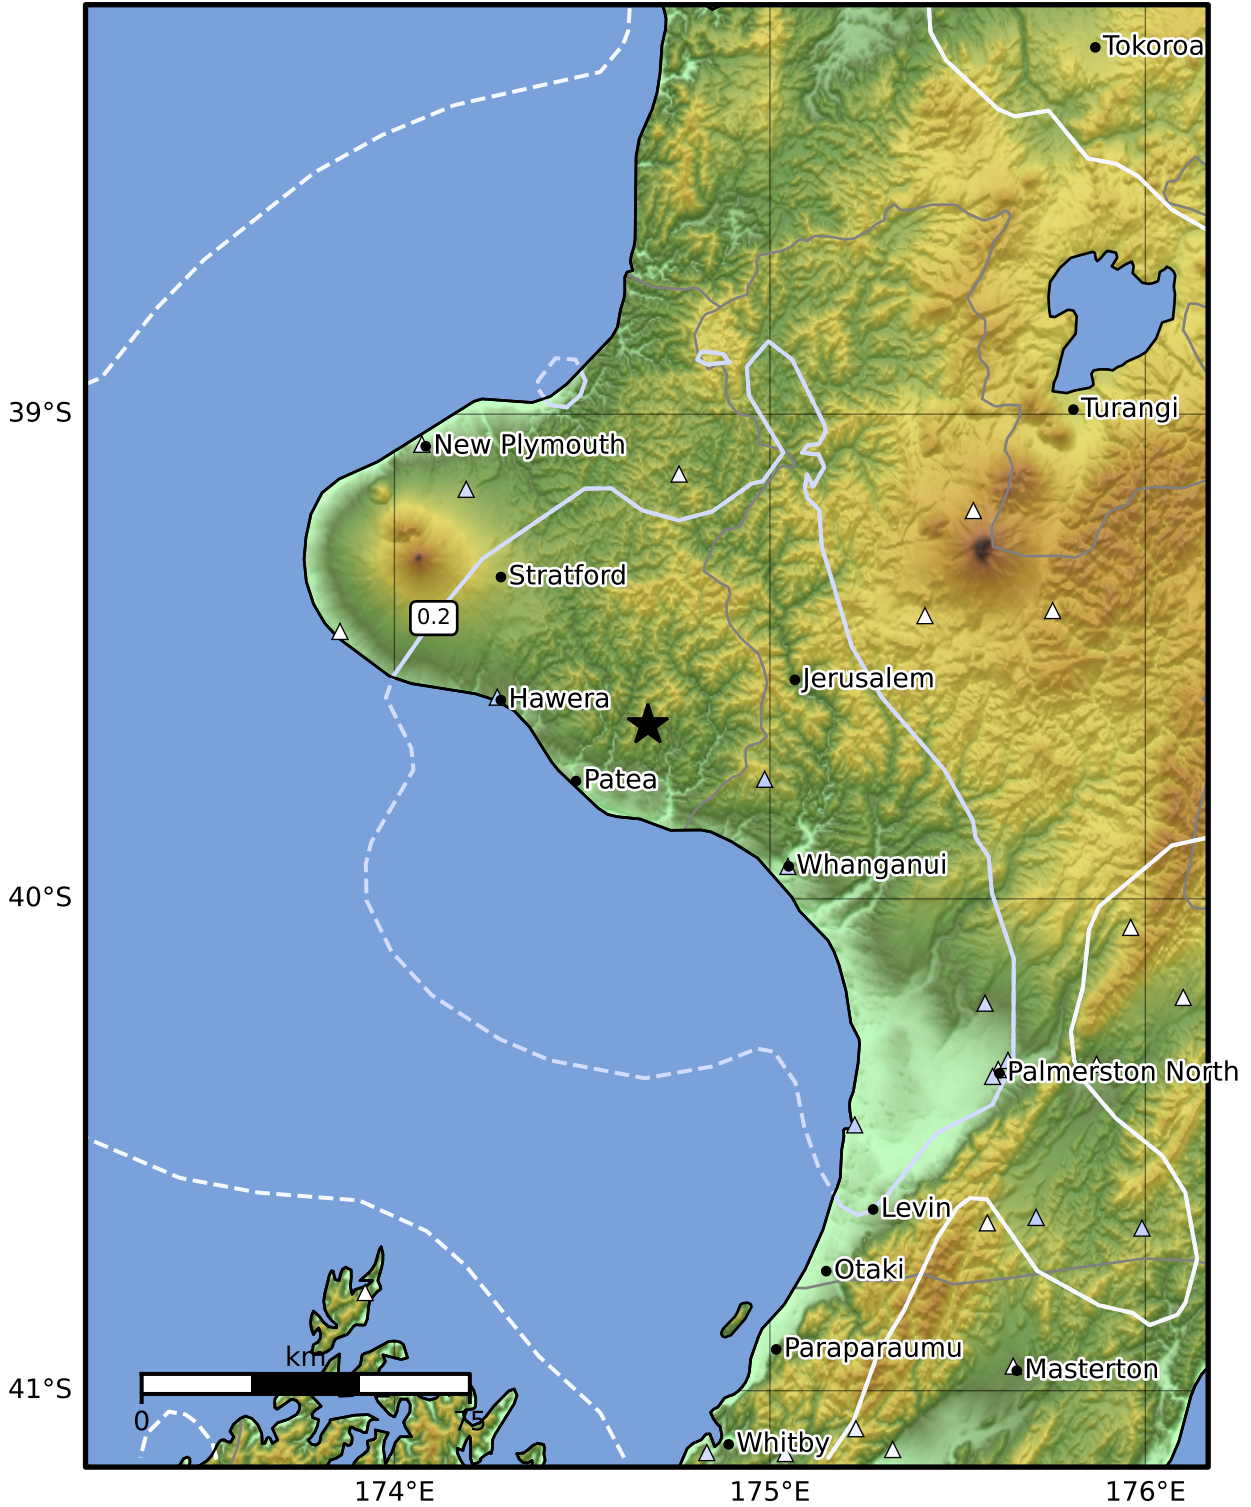 Tokoroa
39°S
Turangi
New Plymouth
Stratford
0.2
Jerusalem
Hawera
Patea
Whanganui
40°S
Palmerston North
Levin
Otaki
Paraparaumu
km
Masterton
41°S
0
75
Whitby
174°E
175°E
176°E